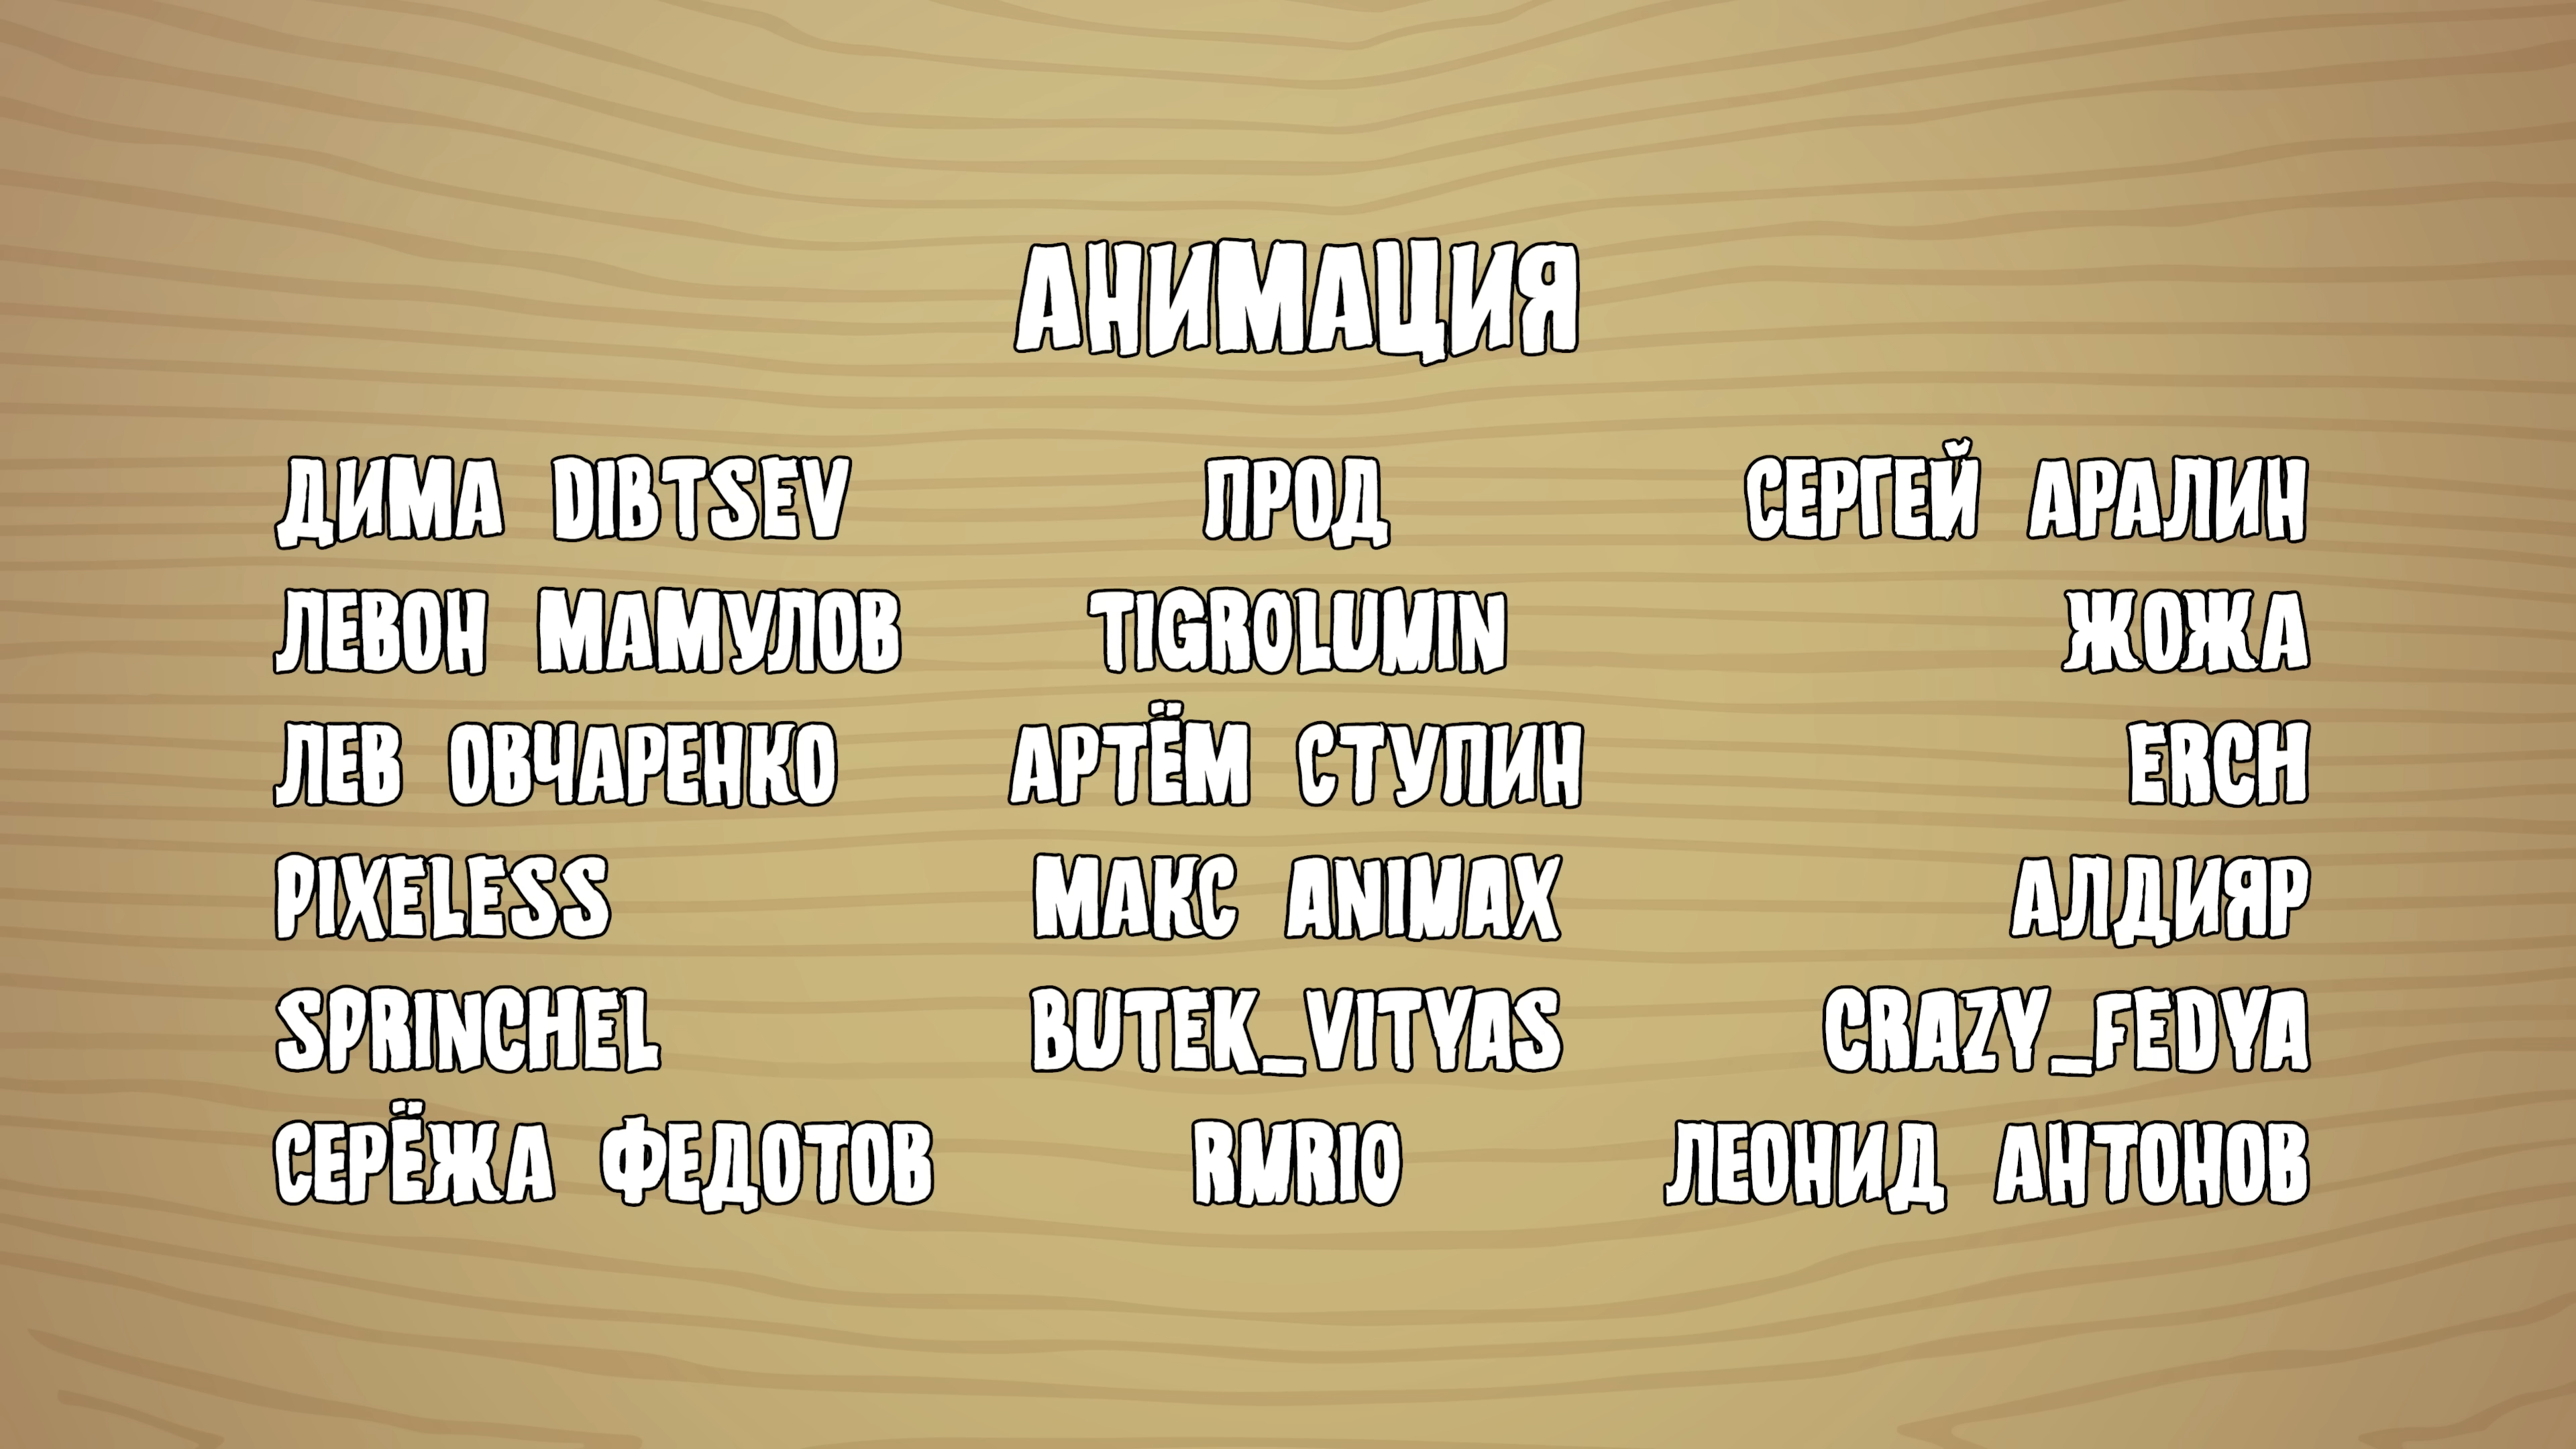 АНИМАЦИЯ
ДИМА DIBTSEV ПРОД СЕРГЕЙ АРАЛИН
ЛЕВОН МАМУЛОВ TIGROLUMIN ЖОЖА
ЛЕВ ОВЧАРЕНКО АРТЁМ СТУПИН ERCH
PIXELESS МАКС ANIMAX АЛДИЯР
SPRINCHEL BUTEK_VITYAS CRAZY_FEDYA
СЕРЁЖА ФЕДОТОВ RMRIO ЛЕОНИД АНТОНОВ